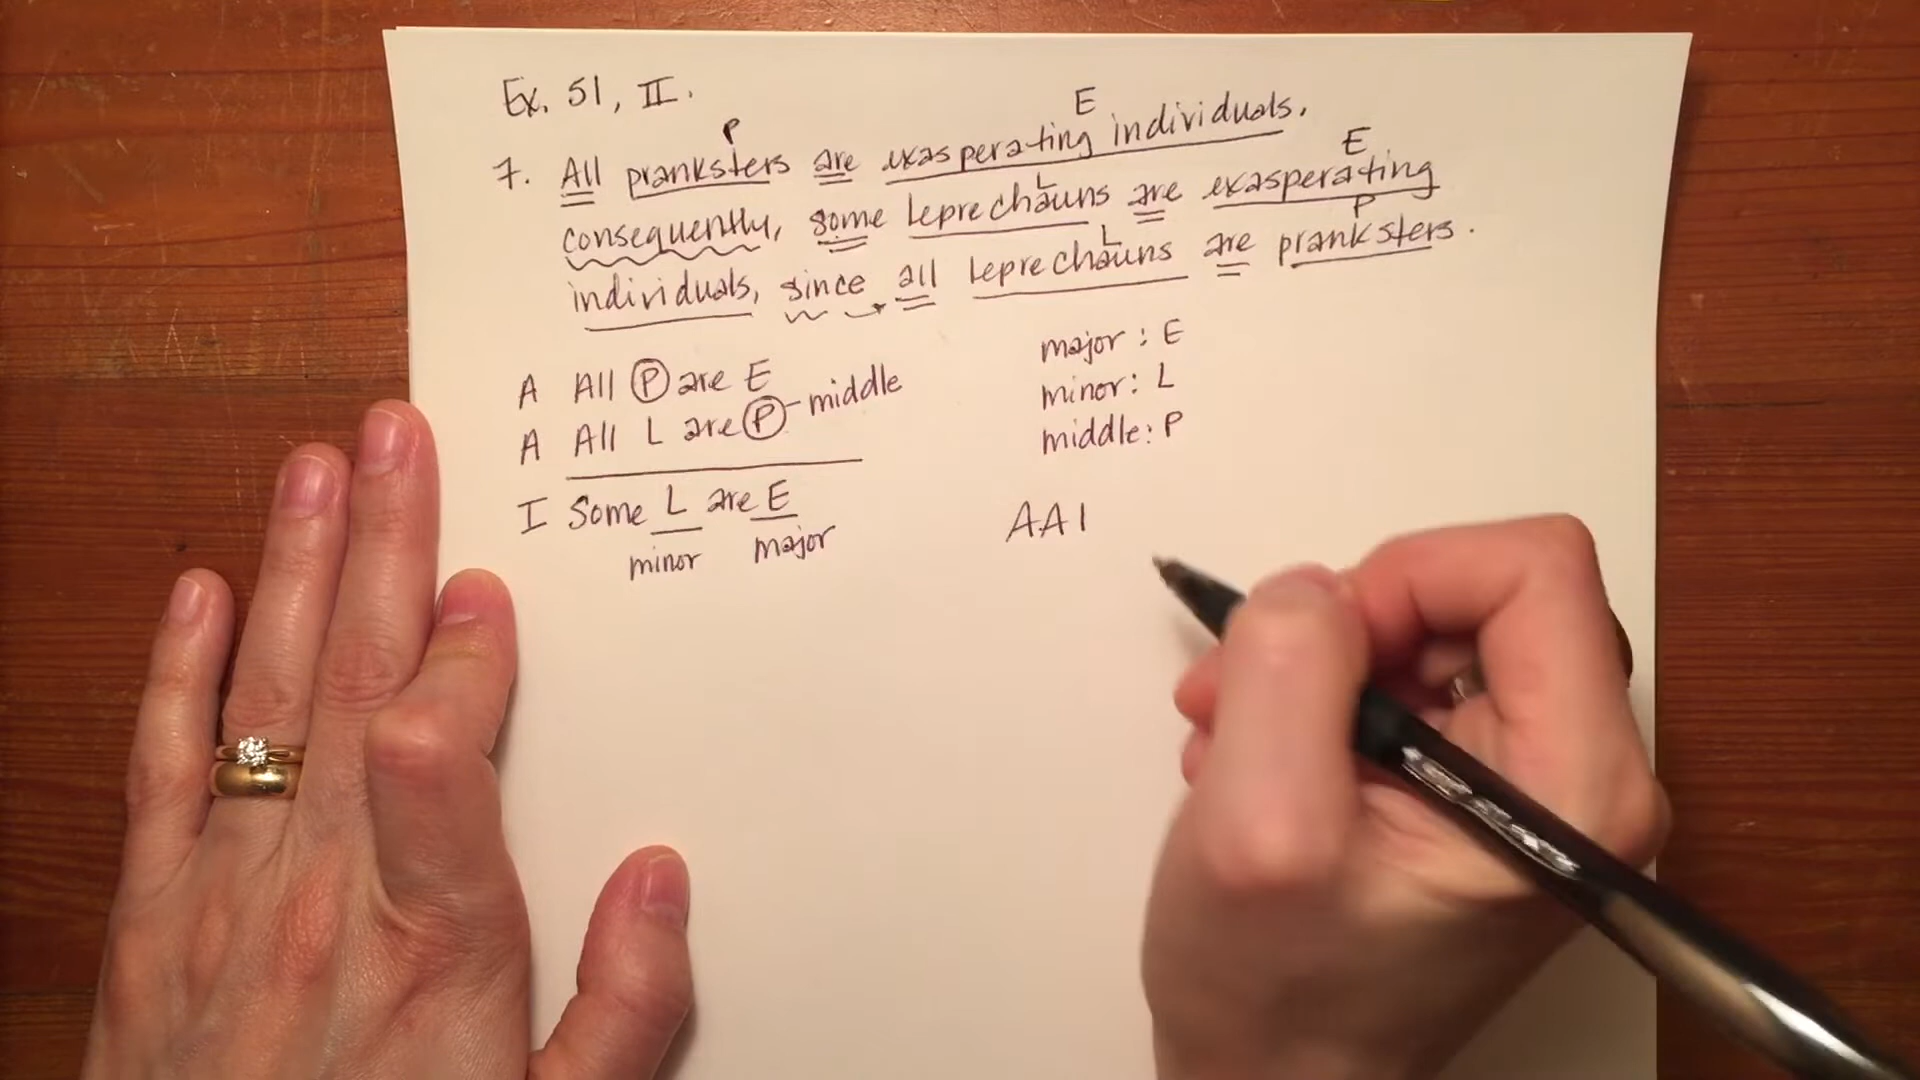 Ex. 51, II.
P E
7. All pranksters are exasperating individuals.
L E
consequently, some leprechauns are exasperating
L P
individuals, since all leprechauns are pranksters.
A All P are E
A All L are P - middle
I Some L are E
minor major
major: E
minor: L
middle: P
AAI